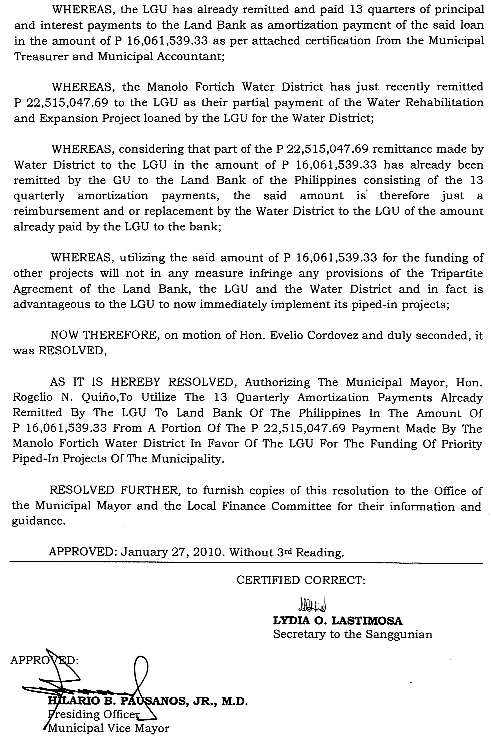 WHEREAS, the LGU has already remitted and paid 13 quarters of principal
and interest payments to the Land Bank as amortization payment of the said loan
in the amount of P 16,061,539.33 as per attached certification from the Municipal
Treasurer and Municipal Accountant;
WHEREAS, the Manolo Fortich Water District has just recently remitted
P 22,515,047.69 to the LGU as their partial payment of the Water Rehabilitation
and Expansion Project loaned by the LGU for the Water District;
WHEREAS, considering that part of the P 22,515,047.69 remittance made by
Water District to the LGU in the amount of P 16,061,539.33 has already been
remitted by the GU to the Land Bank of the Philippines consisting of the 13
quarterly amortization payments, the said amount is therefore just a
reimbursement and or replacement by the Water District to the LGU of the amount
already paid by the LGU to the bank;
WHEREAS, utilizing the said amount of P 16,061,539.33 for the funding of
other projects will not in any measure infringe any provisions of the Tripartite
Agreement of the Land Bank, the LGU and the Water District and in fact is
advantageous to the LGU to now immediately implement its piped-in projects;
NOW THEREFORE, on motion of Hon. Evelio Cordovez and duly seconded, it
was RESOLVED,
AS IT IS HEREBY RESOLVED, Authorizing The Municipal Mayor, Hon.
Rogelio N. Quiño,To Utilize The 13 Quarterly Amortization Payments Already
Remitted By The LGU To Land Bank Of The Philippines In The Amount Of
P 16,061,539.33 From A Portion Of The P 22,515,047.69 Payment Made By The
Manolo Fortich Water District In Favor Of The LGU For The Funding Of Priority
Piped-In Projects Of The Municipality.
RESOLVED FURTHER, to furnish copies of this resolution to the Office of
the Municipal Mayor and the Local Finance Committee for their information and
guidance.
APPROVED: January 27, 2010. Without 3rd Reading.
CERTIFIED CORRECT:
LYDIA O. LASTIMOSA
Secretary to the Sanggunian
APPROVED:
HILARIO B. PAUSANOS, JR., M.D.
Presiding Officer
Municipal Vice Mayor